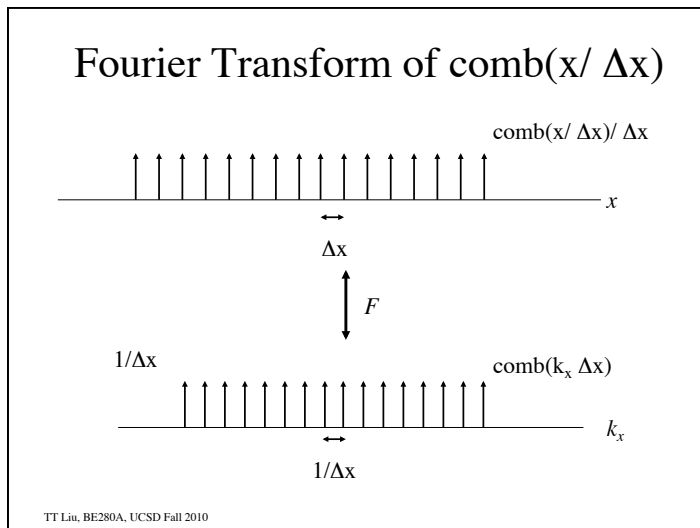 Fourier Transform of comb(x/ Δx)
comb(x/ Δx)/ Δx
x
Δx
F
1/Δx
comb(kx Δx)
kx
1/Δx
TT Liu, BE280A, UCSD Fall 2010